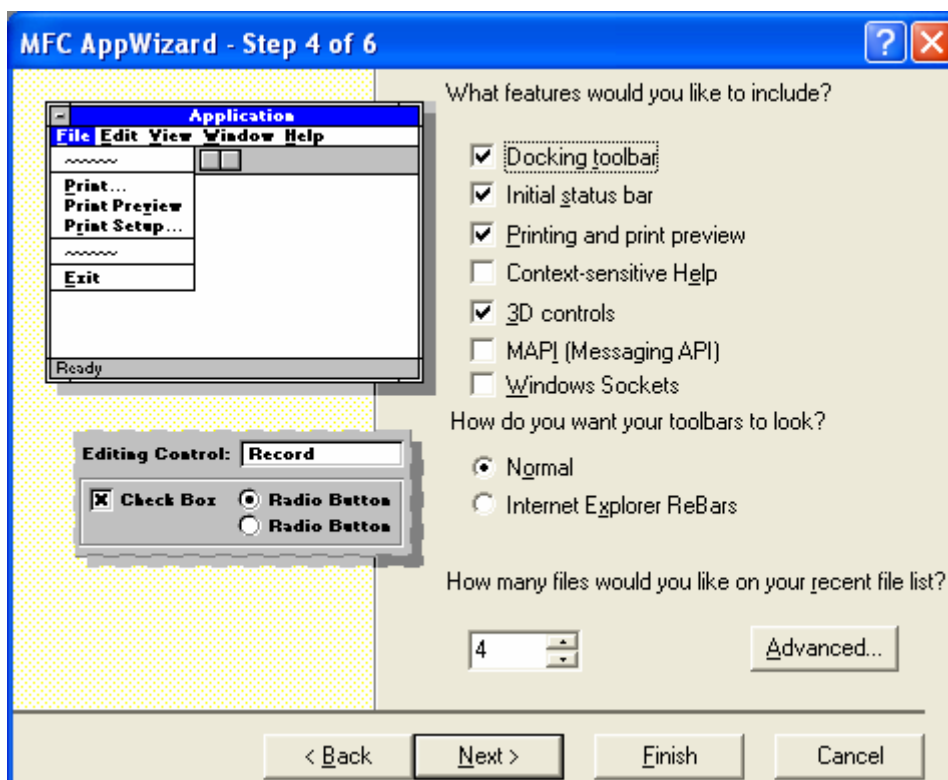 MFC AppWizard - Step 4 of 6
?
Application
File Edit View Window Help
Print...
Print Preview
Print Setup...
Exit
Ready
Editing Control: Record
Check Box
Radio Button
Radio Button
What features would you like to include?
Docking toolbar
Initial status bar
Printing and print preview
Context-sensitive Help
3D controls
MAPI (Messaging API)
Windows Sockets
How do you want your toolbars to look?
Normal
Internet Explorer ReBars
How many files would you like on your recent file list?
4
Advanced...
< Back
Next >
Finish
Cancel